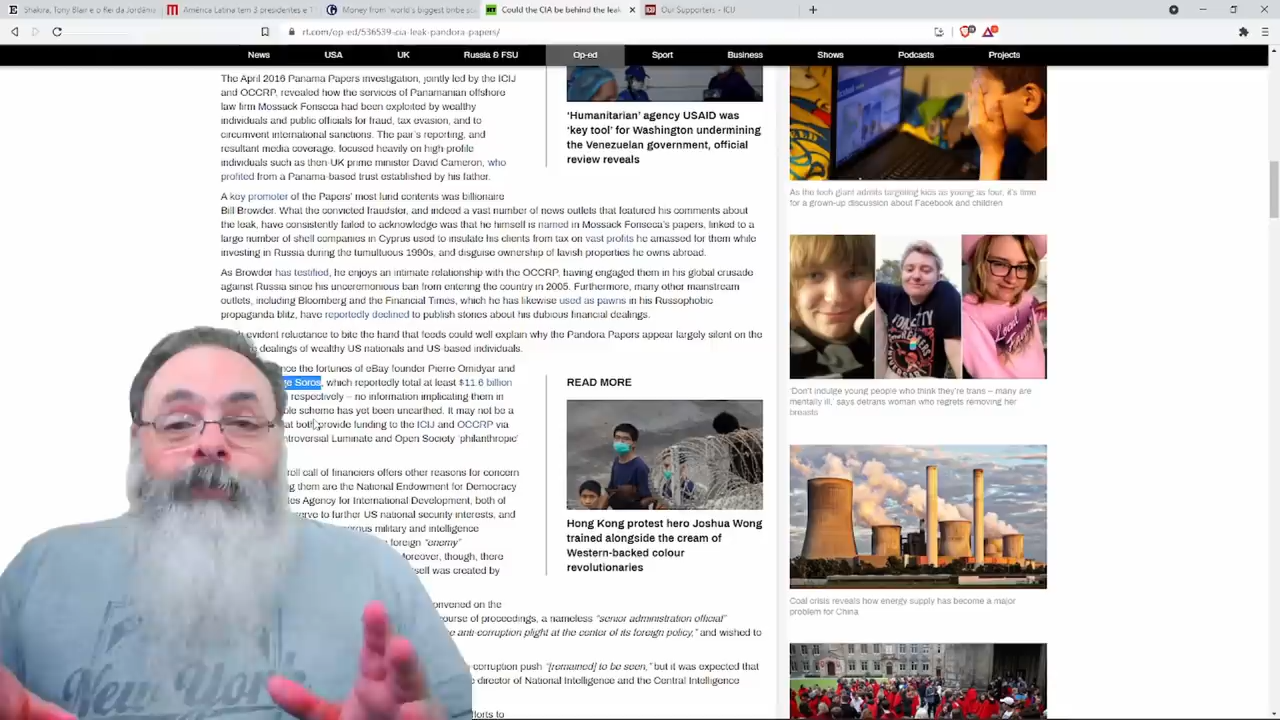 Shakira, Tony Blair e o Rei da Jordânia
América Latina tem 3 presidentes e
Money from 'world's biggest bribe
Could the CIA be behind the leak
Our Supporters - ICIJ
rt.com/op-ed/536539-cia-leak-pandora-papers/
News USA UK Russia & FSU Op-ed Sport Business Shows Podcasts Projects
The April 2016 Panama Papers investigation, jointly led by the ICIJ
and OCCRP, revealed how the services of Panamanian offshore
law firm Mossack Fonseca had been exploited by wealthy
individuals and public officials for fraud, tax evasion, and to
circumvent international sanctions. The pair's reporting, and
resultant media coverage, focused heavily on high-profile
individuals such as then-UK prime minister David Cameron, who
profited from a Panama-based trust established by his father.
A key promoter of the Papers' most lurid contents was billionaire
Bill Browder. What the convicted fraudster, and indeed a vast number of news outlets that featured his comments about
the leak, have consistently failed to acknowledge was that he himself is named in Mossack Fonseca's papers, linked to a
large number of shell companies in Cyprus used to insulate his clients from tax on vast profits he amassed for them while
investing in Russia during the tumultuous 1990s, and disguise ownership of lavish properties he owns abroad.
As Browder has testified, he enjoys an intimate relationship with the OCCRP, having engaged them in his global crusade
against Russia since his unceremonious ban from entering the country in 2005. Furthermore, many other mainstream
outlets, including Bloomberg and the Financial Times, which he has likewise used as pawns in his Russophobic
propaganda blitz, have reportedly declined to publish stories about his dubious financial dealings.
evident reluctance to bite the hand that feeds could well explain why the Pandora Papers appear largely silent on the
dealings of wealthy US nationals and US-based individuals.
the fortunes of eBay founder Pierre Omidyar and
Soros, which reportedly total at least $11.6 billion
respectively – no information implicating them in
scheme has yet been unearthed. It may not be a
both provide funding to the ICIJ and OCCRP via
Luminate and Open Society 'philanthropic'
roll call of financiers offers other reasons for concern
them are the National Endowment for Democracy
Agency for International Development, both of
to further US national security interests, and
military and intelligence
foreign "enemy"
though, there
was created by
on the
course of proceedings, a nameless "senior administration official"
anti-corruption plight at the center of its foreign policy," and wished to
corruption push "[remained] to be seen," but it was expected that
director of National Intelligence and the Central Intelligence
to
'Humanitarian' agency USAID was
'key tool' for Washington undermining
the Venezuelan government, official
review reveals
READ MORE
Hong Kong protest hero Joshua Wong
trained alongside the cream of
Western-backed colour
revolutionaries
As the tech giant admits targeting kids as young as four, it's time
for a grown-up discussion about Facebook and children
'Don't indulge young people who think they're trans – many are
mentally ill,' says detrans woman who regrets removing her
breasts
Coal crisis reveals how energy supply has become a major
problem for China